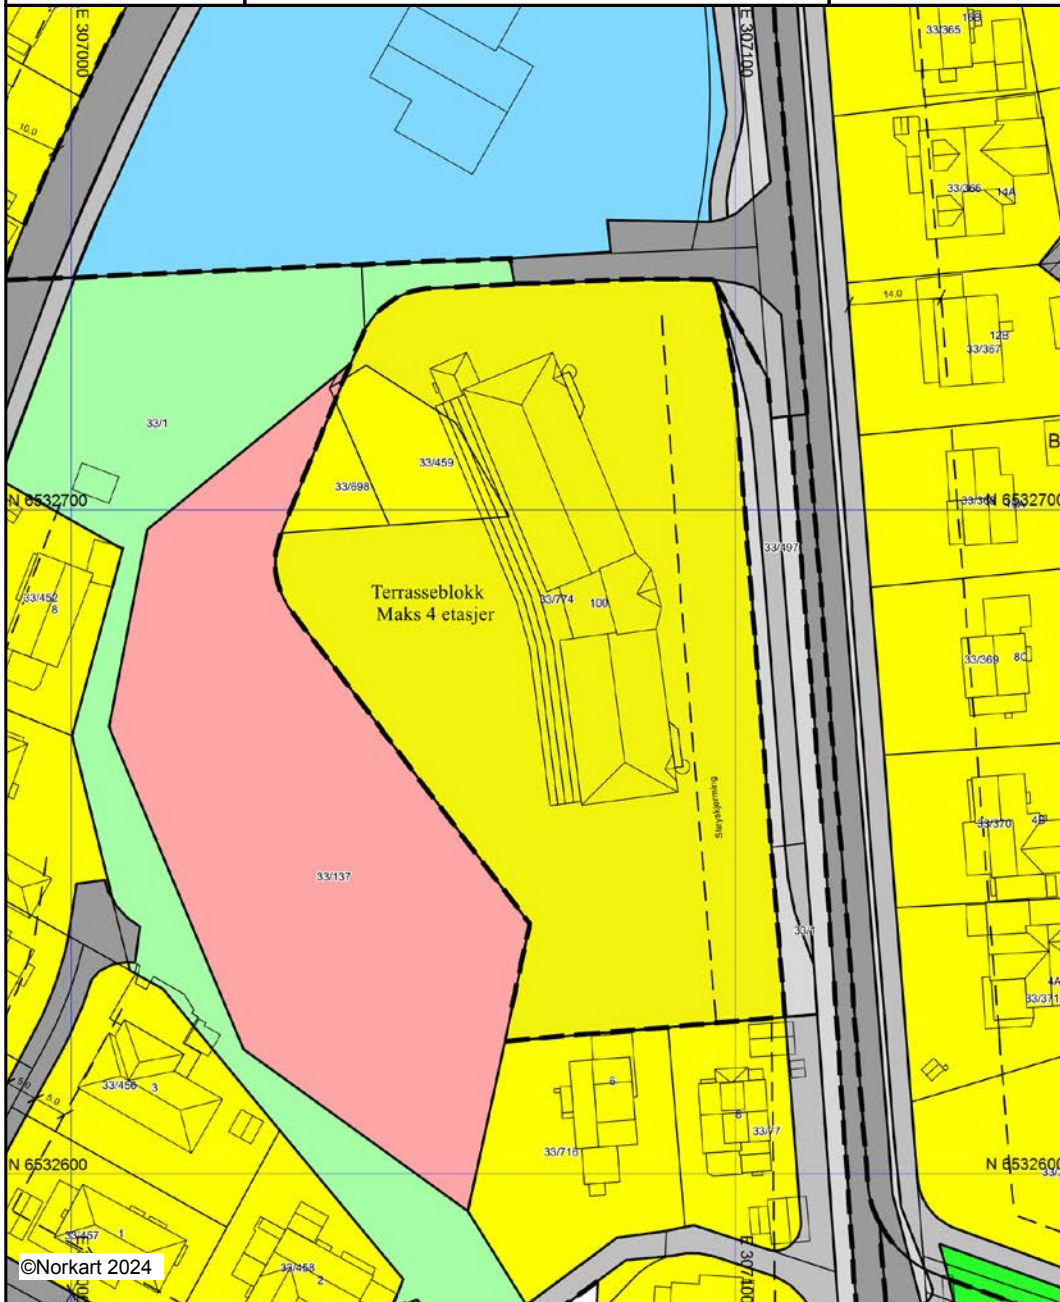 E 307000
E 307100
16B
33/365
10.0
33/366
14A
14.0
12B
33/367
33/1
33/459
33/698
B
N 6532700
N 6532700
33/497
Terrasseblokk
Maks 4 etasjer
33/774
100
33/452
8
33/369
8C
Støyskjerming
33/370
4B
33/137
33/1
4A
33/371
33/456
3
5.0
5.0
6
8
33/77
33/716
N 6532600
N 6532600
33/457
1
33/458
2
E 307100
©Norkart 2024